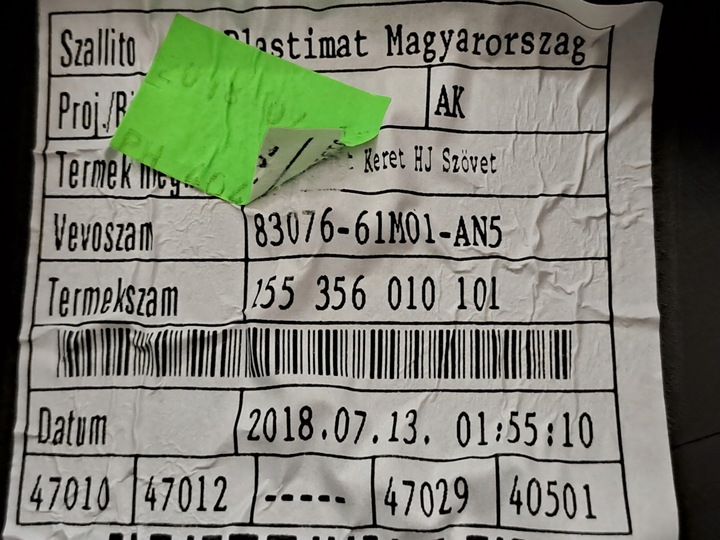 Szallito Plastimat Magyarorszag
AK
Termek Keret HJ Szövet
Vevoszam 83076-61M01-AN5
Termekszam 155 356 010 101
Datum 2018.07.13. 01:55:10
47010 47012 ----- 47029 40501